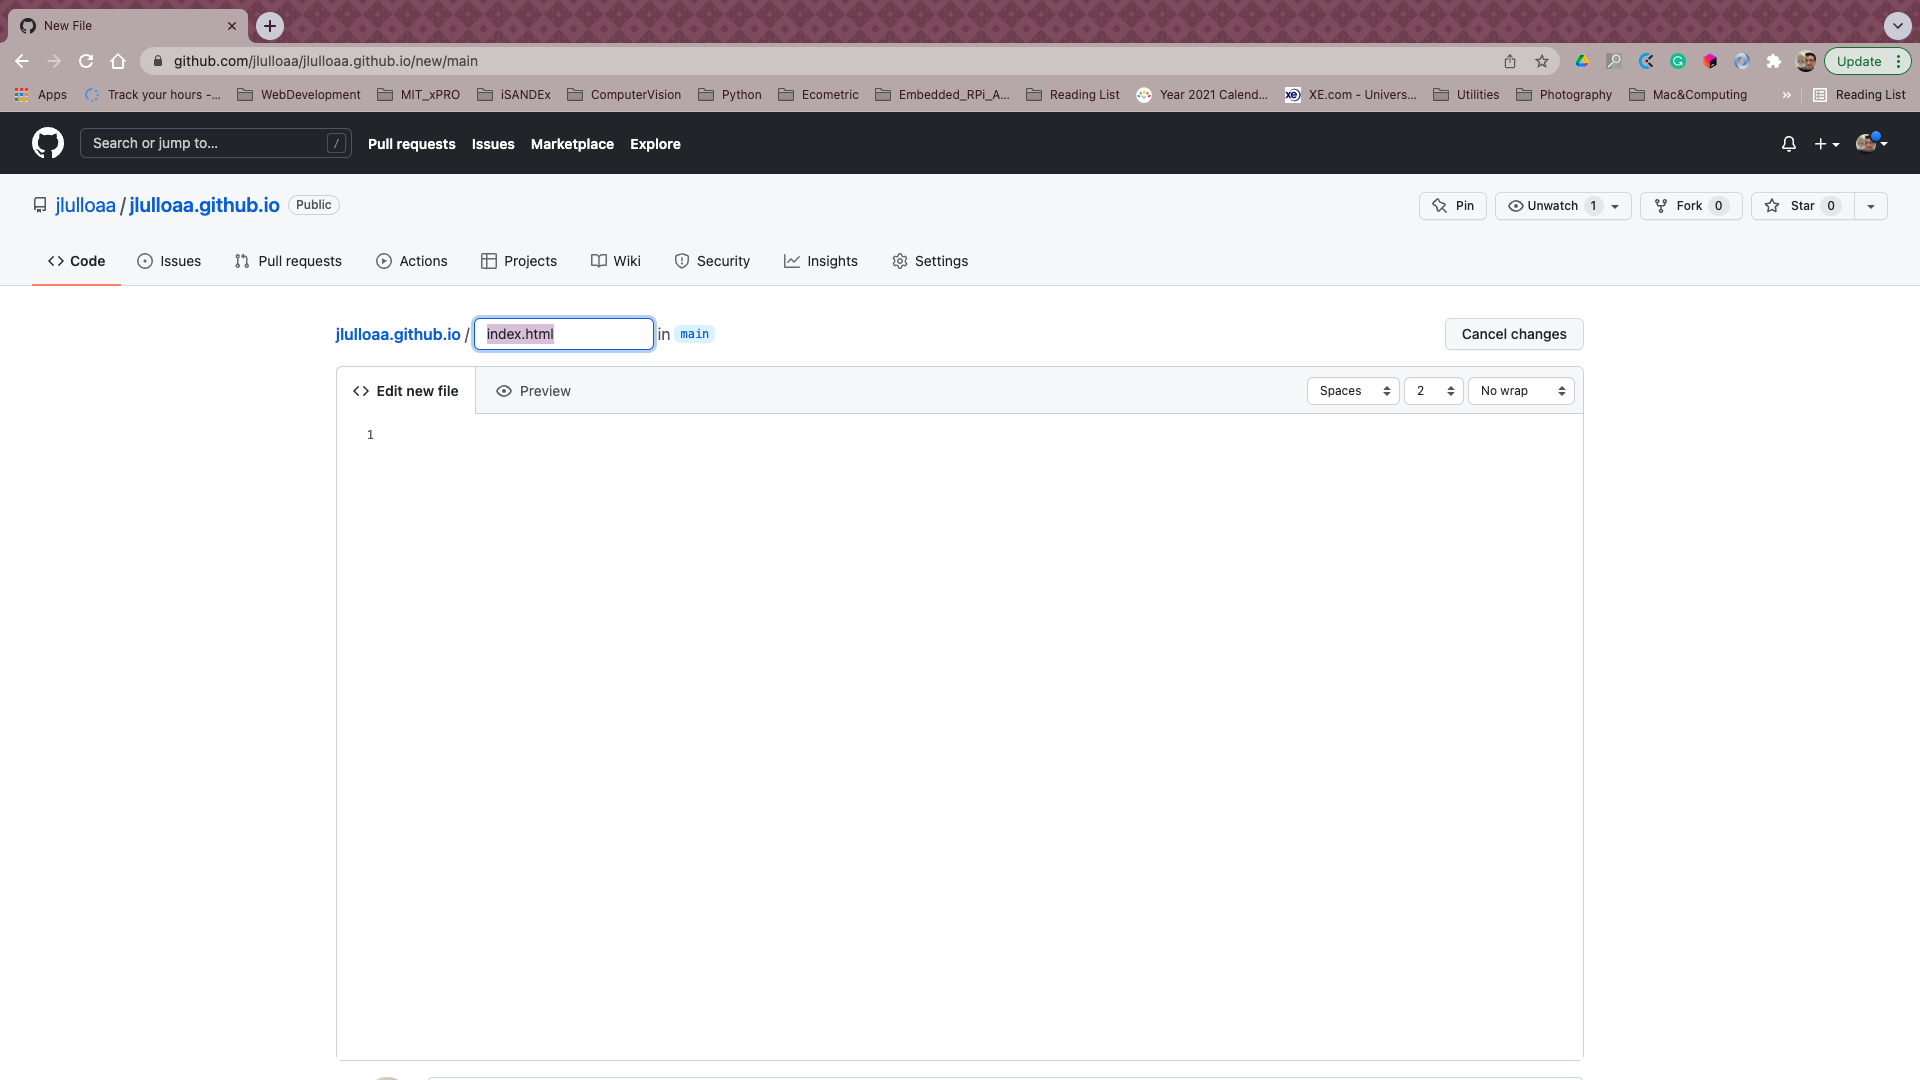 New File
github.com/jlulloaa/jlulloaa.github.io/new/main
Update
Apps Track your hours -... WebDevelopment MIT_xPRO iSANDEx ComputerVision Python Ecometric Embedded_RPi_A... Reading List Year 2021 Calend... XE.com - Univers... Utilities Photography Mac&Computing » Reading List
Search or jump to... / Pull requests Issues Marketplace Explore
jlulloaa / jlulloaa.github.io Public Pin Unwatch 1 Fork 0 Star 0
Code Issues Pull requests Actions Projects Wiki Security Insights Settings
jlulloaa.github.io / index.html in main Cancel changes
Edit new file Preview Spaces 2 No wrap
1